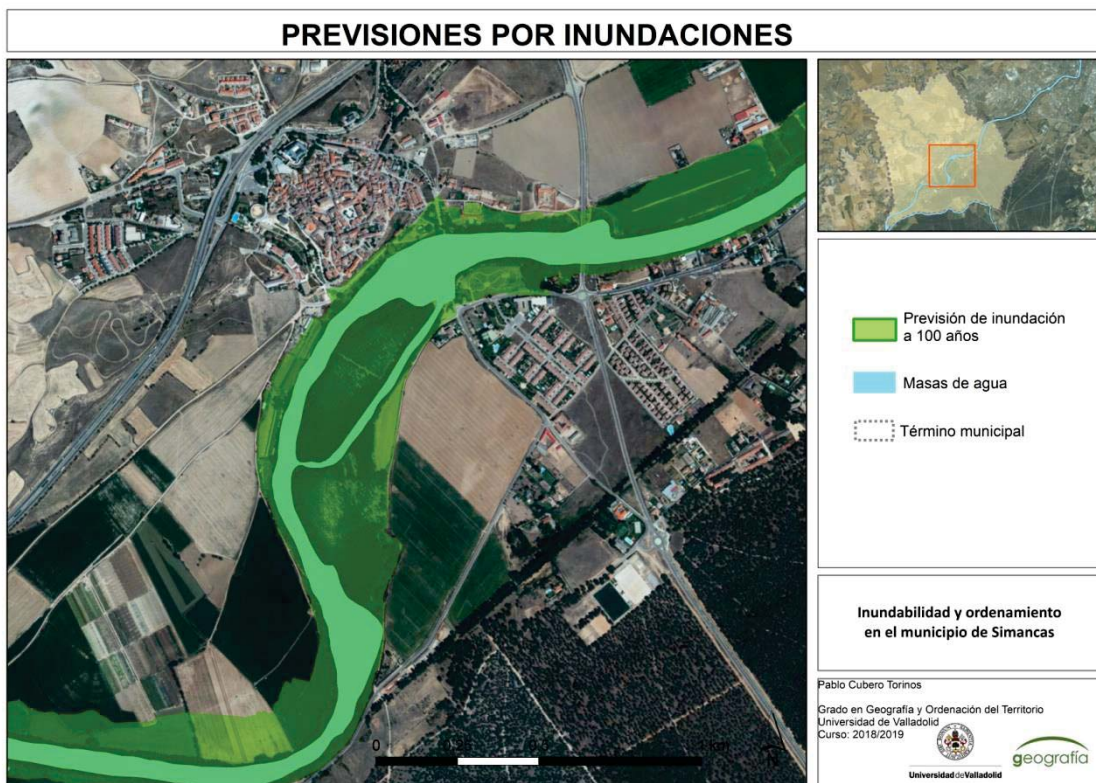 PREVISIONES POR INUNDACIONES
Previsión de inundación
a 100 años
Masas de agua
Término municipal
Inundabilidad y ordenamiento
en el municipio de Simancas
Pablo Cubero Torinos
Grado en Geografía y Ordenación del Territorio
Universidad de Valladolid
Curso: 2018/2019
Universidad de Valladolid
geografía
0